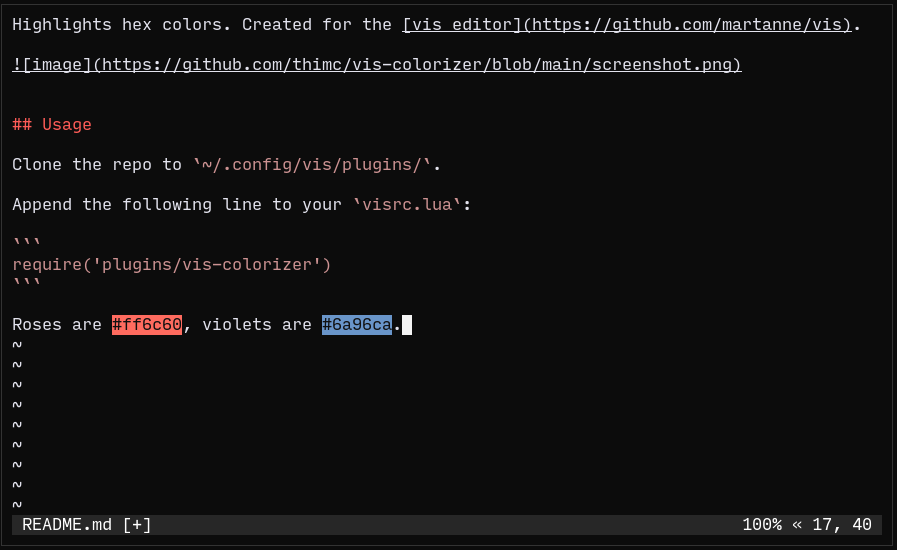 Highlights hex colors. Created for the [vis editor](https://github.com/martanne/vis).
![image](https://github.com/thimc/vis-colorizer/blob/main/screenshot.png)
## Usage
Clone the repo to `~/.config/vis/plugins/`.
Append the following line to your `visrc.lua`:
```
require('plugins/vis-colorizer')
```
Roses are #ff6c60, violets are #6a96ca.
~
~
~
~
~
~
~
~
~
README.md [+] 100% « 17, 40